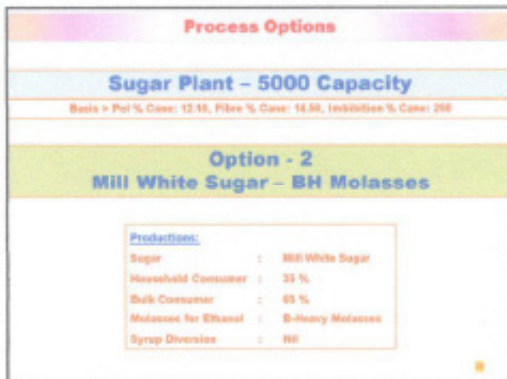 Process Options
Sugar Plant – 5000 Capacity
Basis > Pol % Cane: 12.10, Fibre % Cane: 14.50, Imbibition % Cane: 250
Option - 2
Mill White Sugar – BH Molasses
Productions:
Sugar : Mill White Sugar
Household Consumer : 35 %
Bulk Consumer : 65 %
Molasses for Ethanol : B-Heavy Molasses
Syrup Diversion : Nil